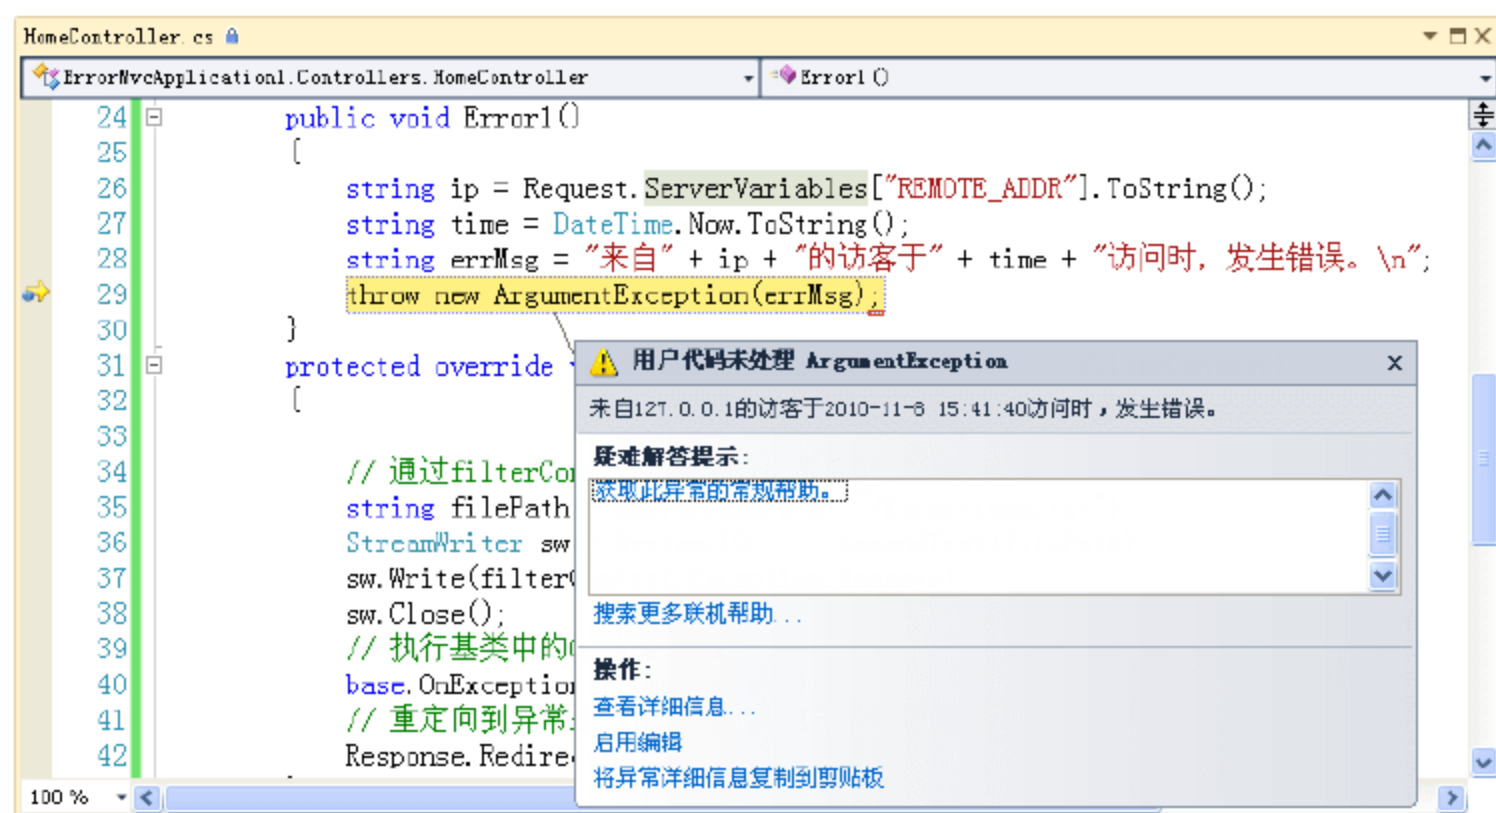 HomeController.cs
ErrorMvcApplication1.Controllers.HomeController
Error1()
24 public void Error1()
25 {
26 string ip = Request.ServerVariables["REMOTE_ADDR"].ToString();
27 string time = DateTime.Now.ToString();
28 string errMsg = "来自" + ip + "的访客于" + time + "访问时，发生错误。\n";
29 throw new ArgumentException(errMsg);
30 }
31 protected override
32 {
33
34 // 通过filterCon
35 string filePath
36 StreamWriter sw
37 sw.Write(filterC
38 sw.Close();
39 // 执行基类中的
40 base.OnException
41 // 重定向到异常
42 Response.Redirec
用户代码未处理 ArgumentException
x
来自127.0.0.1的访客于2010-11-8 15:41:40访问时，发生错误。
疑难解答提示:
获取此异常的常规帮助。
搜索更多联机帮助...
操作:
查看详细信息...
启用编辑
将异常详细信息复制到剪贴板
100 %